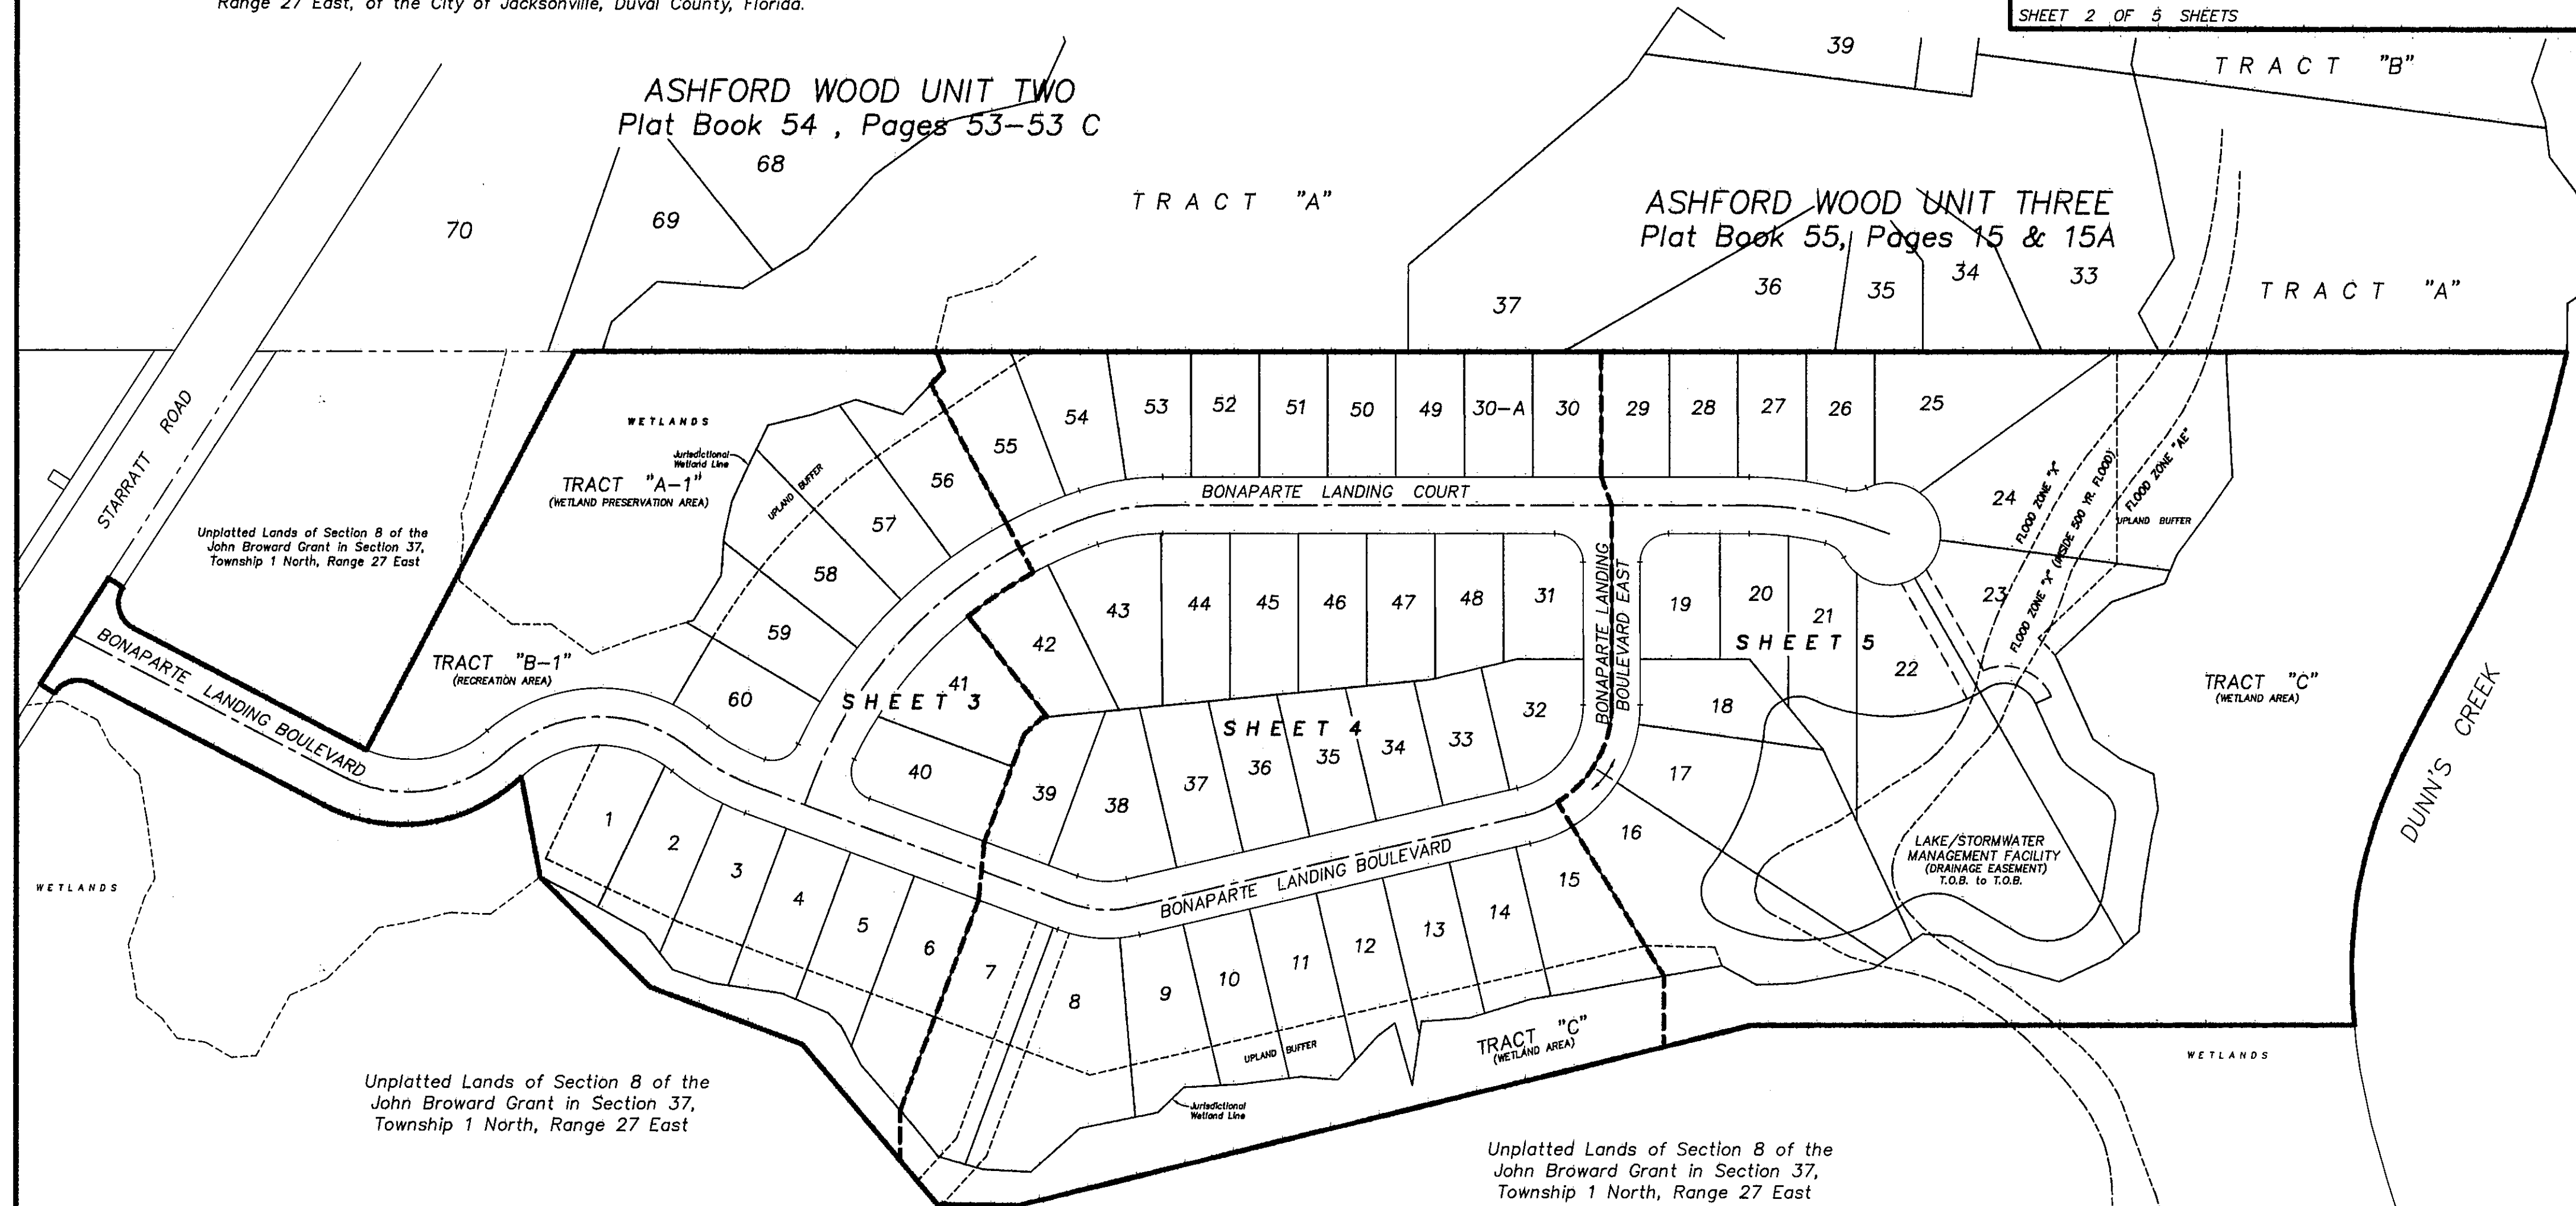 Range 27 East, of the City of Jacksonville, Duval County, Florida.
SHEET 2 OF 5 SHEETS
39
TRACT "B"
ASHFORD WOOD UNIT TWO
Plat Book 54 , Pages 53-53 C
68
69
70
TRACT "A"
ASHFORD WOOD UNIT THREE
Plat Book 55, Pages 15 & 15A
37
36
35
34
33
TRACT "A"
STARRATT ROAD
Unplatted Lands of Section 8 of the
John Broward Grant in Section 37,
Township 1 North, Range 27 East
WETLANDS
Jurisdictional
Wetland Line
TRACT "A-1"
(WETLAND PRESERVATION AREA)
UPLAND BUFFER
55
54
53
52
51
50
49
30-A
30
29
28
27
26
25
56
57
58
59
60
BONAPARTE LANDING COURT
24
FLOOD ZONE "X"
FLOOD ZONE "X" (INSIDE 500 YR. FLOOD)
FLOOD ZONE "AE"
UPLAND BUFFER
23
43
44
45
46
47
48
31
BONAPARTE LANDING
BOULEVARD EAST
19
20
21
SHEET 5
22
42
41
SHEET 3
TRACT "B-1"
(RECREATION AREA)
BONAPARTE LANDING BOULEVARD
40
39
38
37
36
35
34
33
32
SHEET 4
18
17
16
TRACT "C"
(WETLAND AREA)
DUNN'S CREEK
LAKE/STORMWATER
MANAGEMENT FACILITY
(DRAINAGE EASEMENT)
T.O.B. to T.O.B.
WETLANDS
1
2
3
4
5
6
7
8
9
10
11
12
13
14
15
BONAPARTE LANDING BOULEVARD
UPLAND BUFFER
TRACT "C"
(WETLAND AREA)
Jurisdictional
Wetland Line
WETLANDS
Unplatted Lands of Section 8 of the
John Broward Grant in Section 37,
Township 1 North, Range 27 East
Unplatted Lands of Section 8 of the
John Broward Grant in Section 37,
Township 1 North, Range 27 East